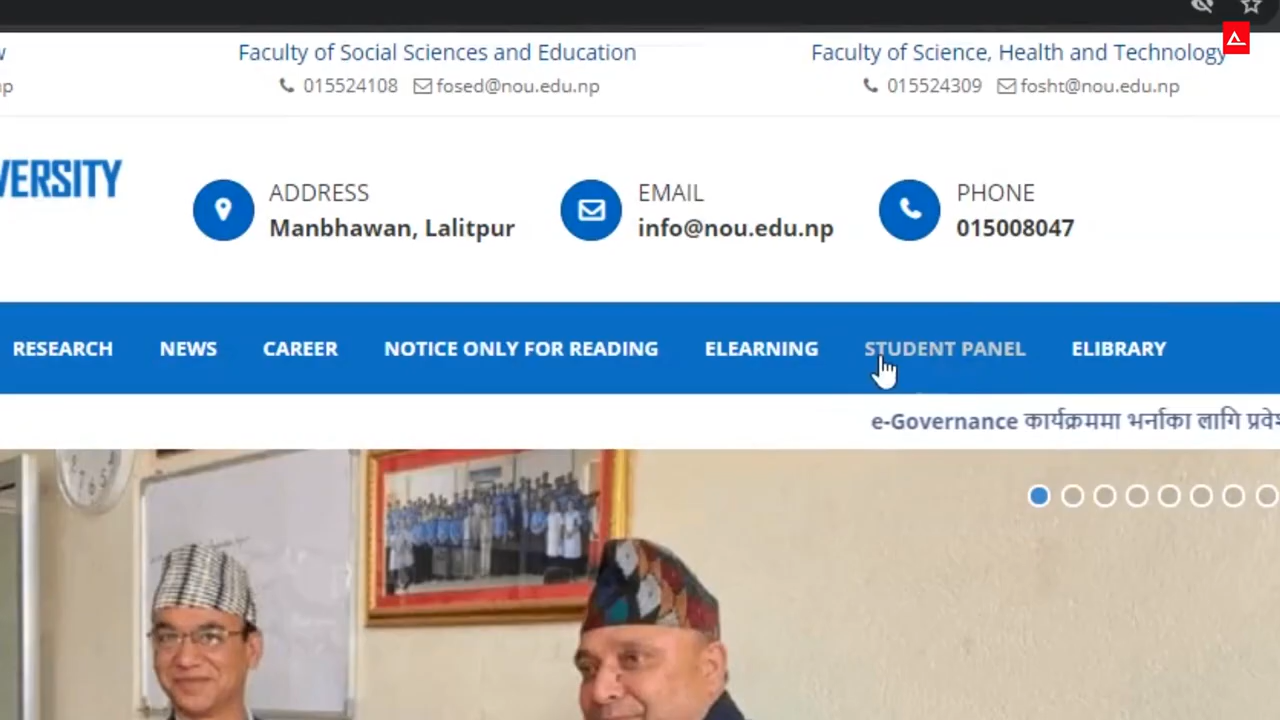 Faculty of Social Sciences and Education
015524108 fosed@nou.edu.np
Faculty of Science, Health and Technology
015524309 fosht@nou.edu.np
VERSITY
ADDRESS
Manbhawan, Lalitpur
EMAIL
info@nou.edu.np
PHONE
015008047
RESEARCH NEWS CAREER NOTICE ONLY FOR READING ELEARNING STUDENT PANEL ELIBRARY
e-Governance कार्यक्रममा भर्नाका लागि